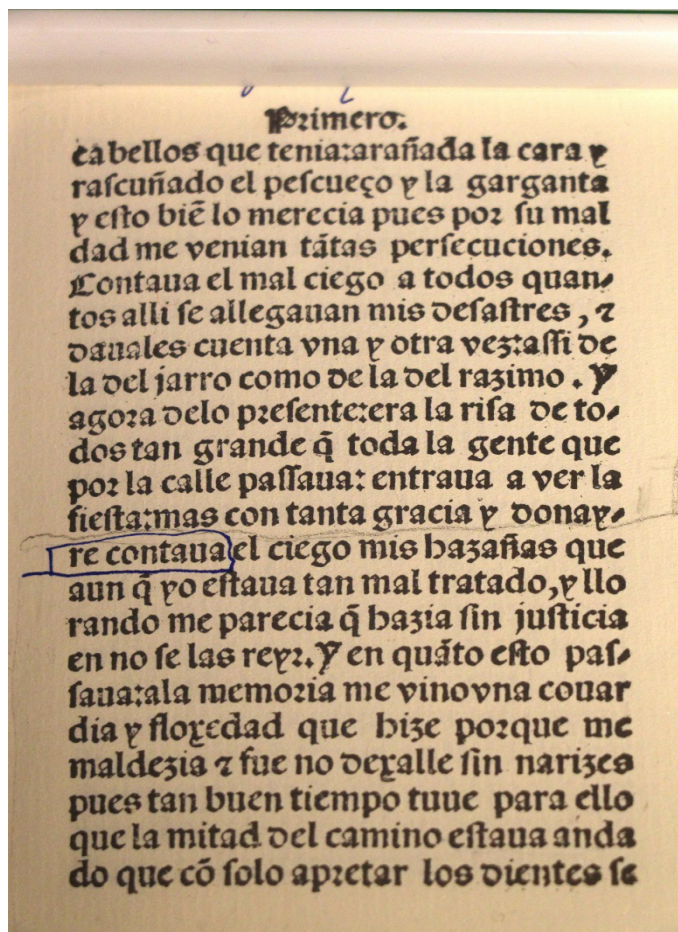 Primero.
cabellos que tenia:arañada la cara y
rascuñado el pescueço y la garganta
y esto biẽ lo merecia pues por su mal
dad me venian tãtas persecuciones.
Contaua el mal ciego a todos quan-
tos alli se allegauan mis desastres, ⁊
dauales cuenta vna y otra vez:assi de
la del jarro como de la del razimo. Y
agora delo presente:era la risa de to-
dos tan grande q̃ toda la gente que
por la calle passaua: entraua a ver la
fiesta:mas con tanta gracia y donay-
re contaua el ciego mis hazañas que
aun q̃ yo estaua tan mal tratado,y llo
rando me parecia q̃ hazia sin justicia
en no se las reyr. Y en quãto esto pas-
saua:ala memoria me vino vna couar
dia y floxedad que hize porque me
maldezia ⁊ fue no dexalle sin narizes
pues tan buen tiempo tuue para ello
que la mitad del camino estaua anda
do que cõ solo apretar los dientes se